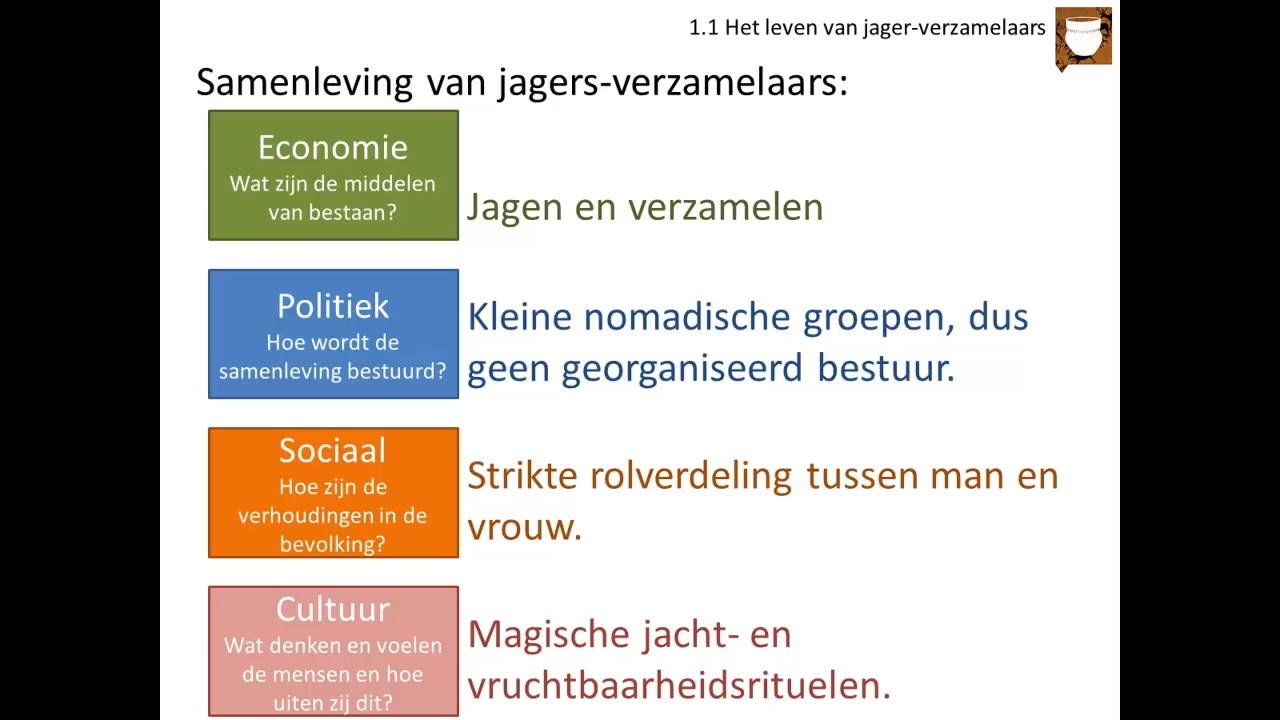 1.1 Het leven van jager-verzamelaars
Samenleving van jagers-verzamelaars:
Economie
Wat zijn de middelen
van bestaan?
Jagen en verzamelen
Politiek
Hoe wordt de
samenleving bestuurd?
Kleine nomadische groepen, dus
geen georganiseerd bestuur.
Sociaal
Hoe zijn de
verhoudingen in de
bevolking?
Strikte rolverdeling tussen man en
vrouw.
Cultuur
Wat denken en voelen
de mensen en hoe
uiten zij dit?
Magische jacht- en
vruchtbaarheidsrituelen.